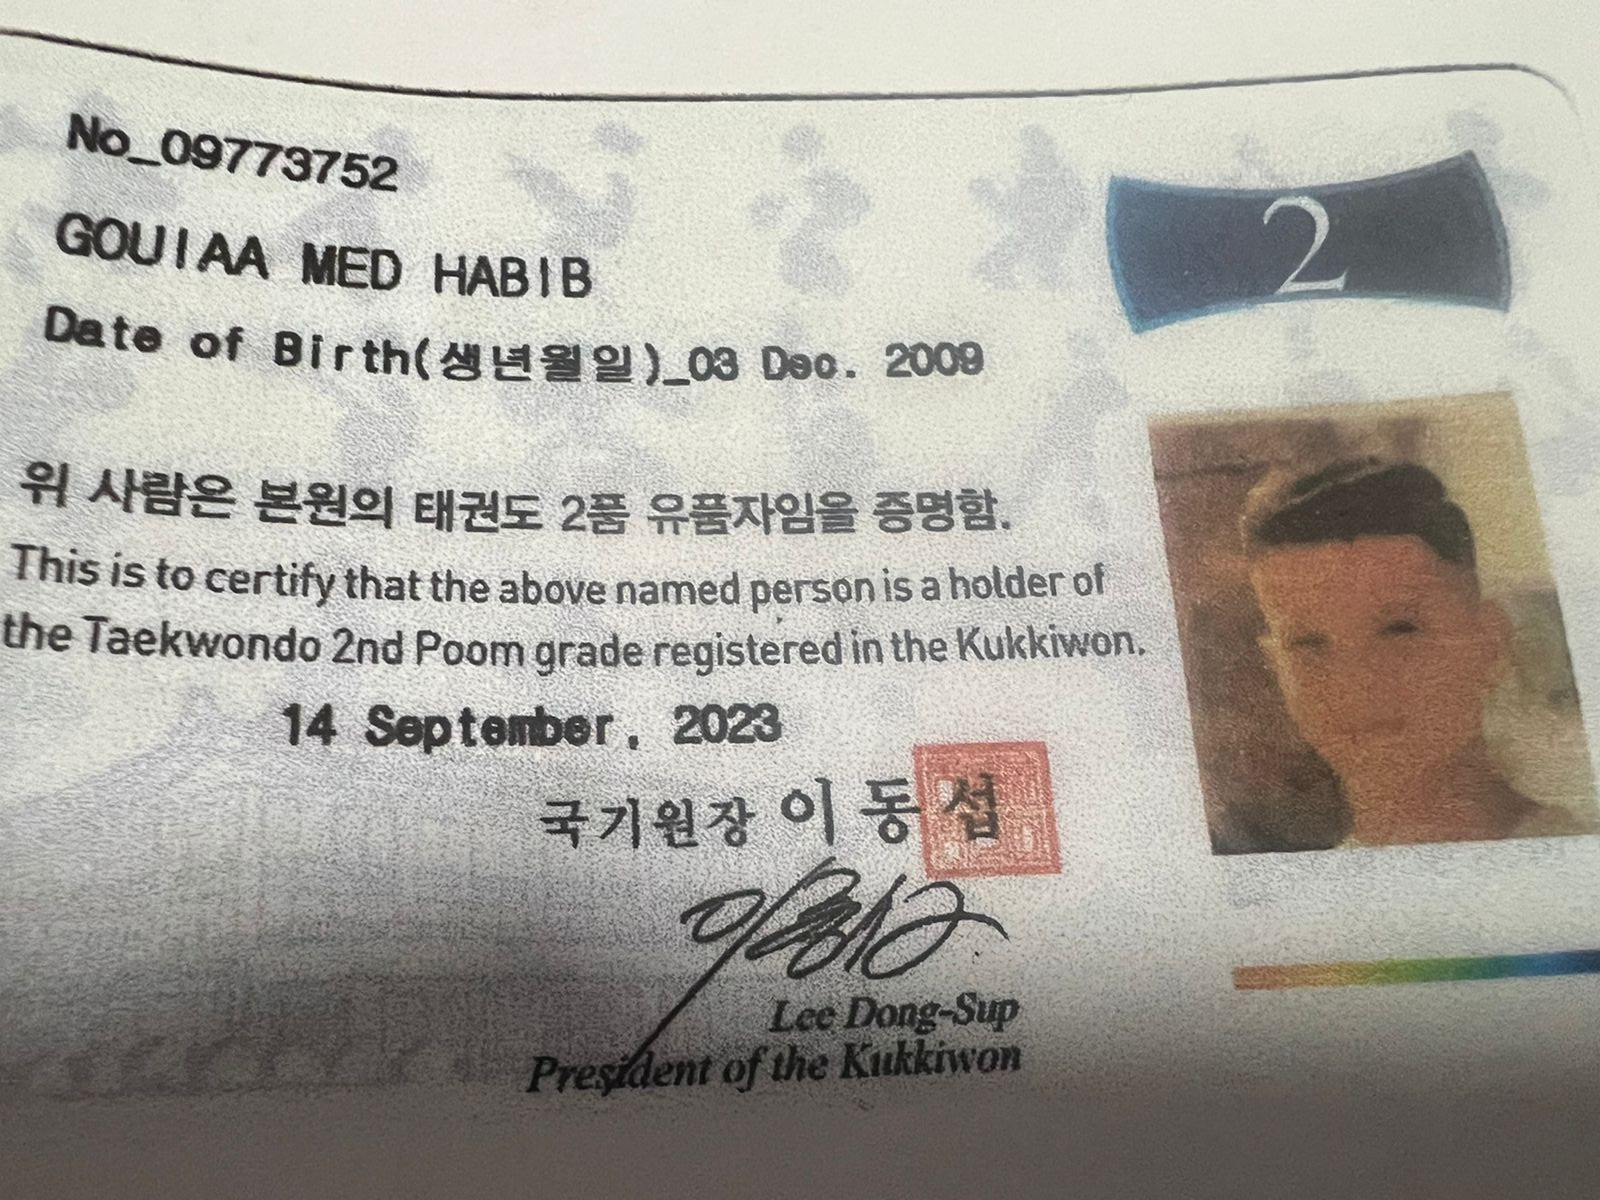 No_09773752
2
GOUIAA MED HABIB
Date of Birth(생년월일)_03 Dec. 2009
위 사람은 본원의 태권도 2품 유품자임을 증명함.
This is to certify that the above named person is a holder of
the Taekwondo 2nd Poom grade registered in the Kukkiwon.
14 September, 2023
국기원장 이동섭
Lee Dong-Sup
President of the Kukkiwon